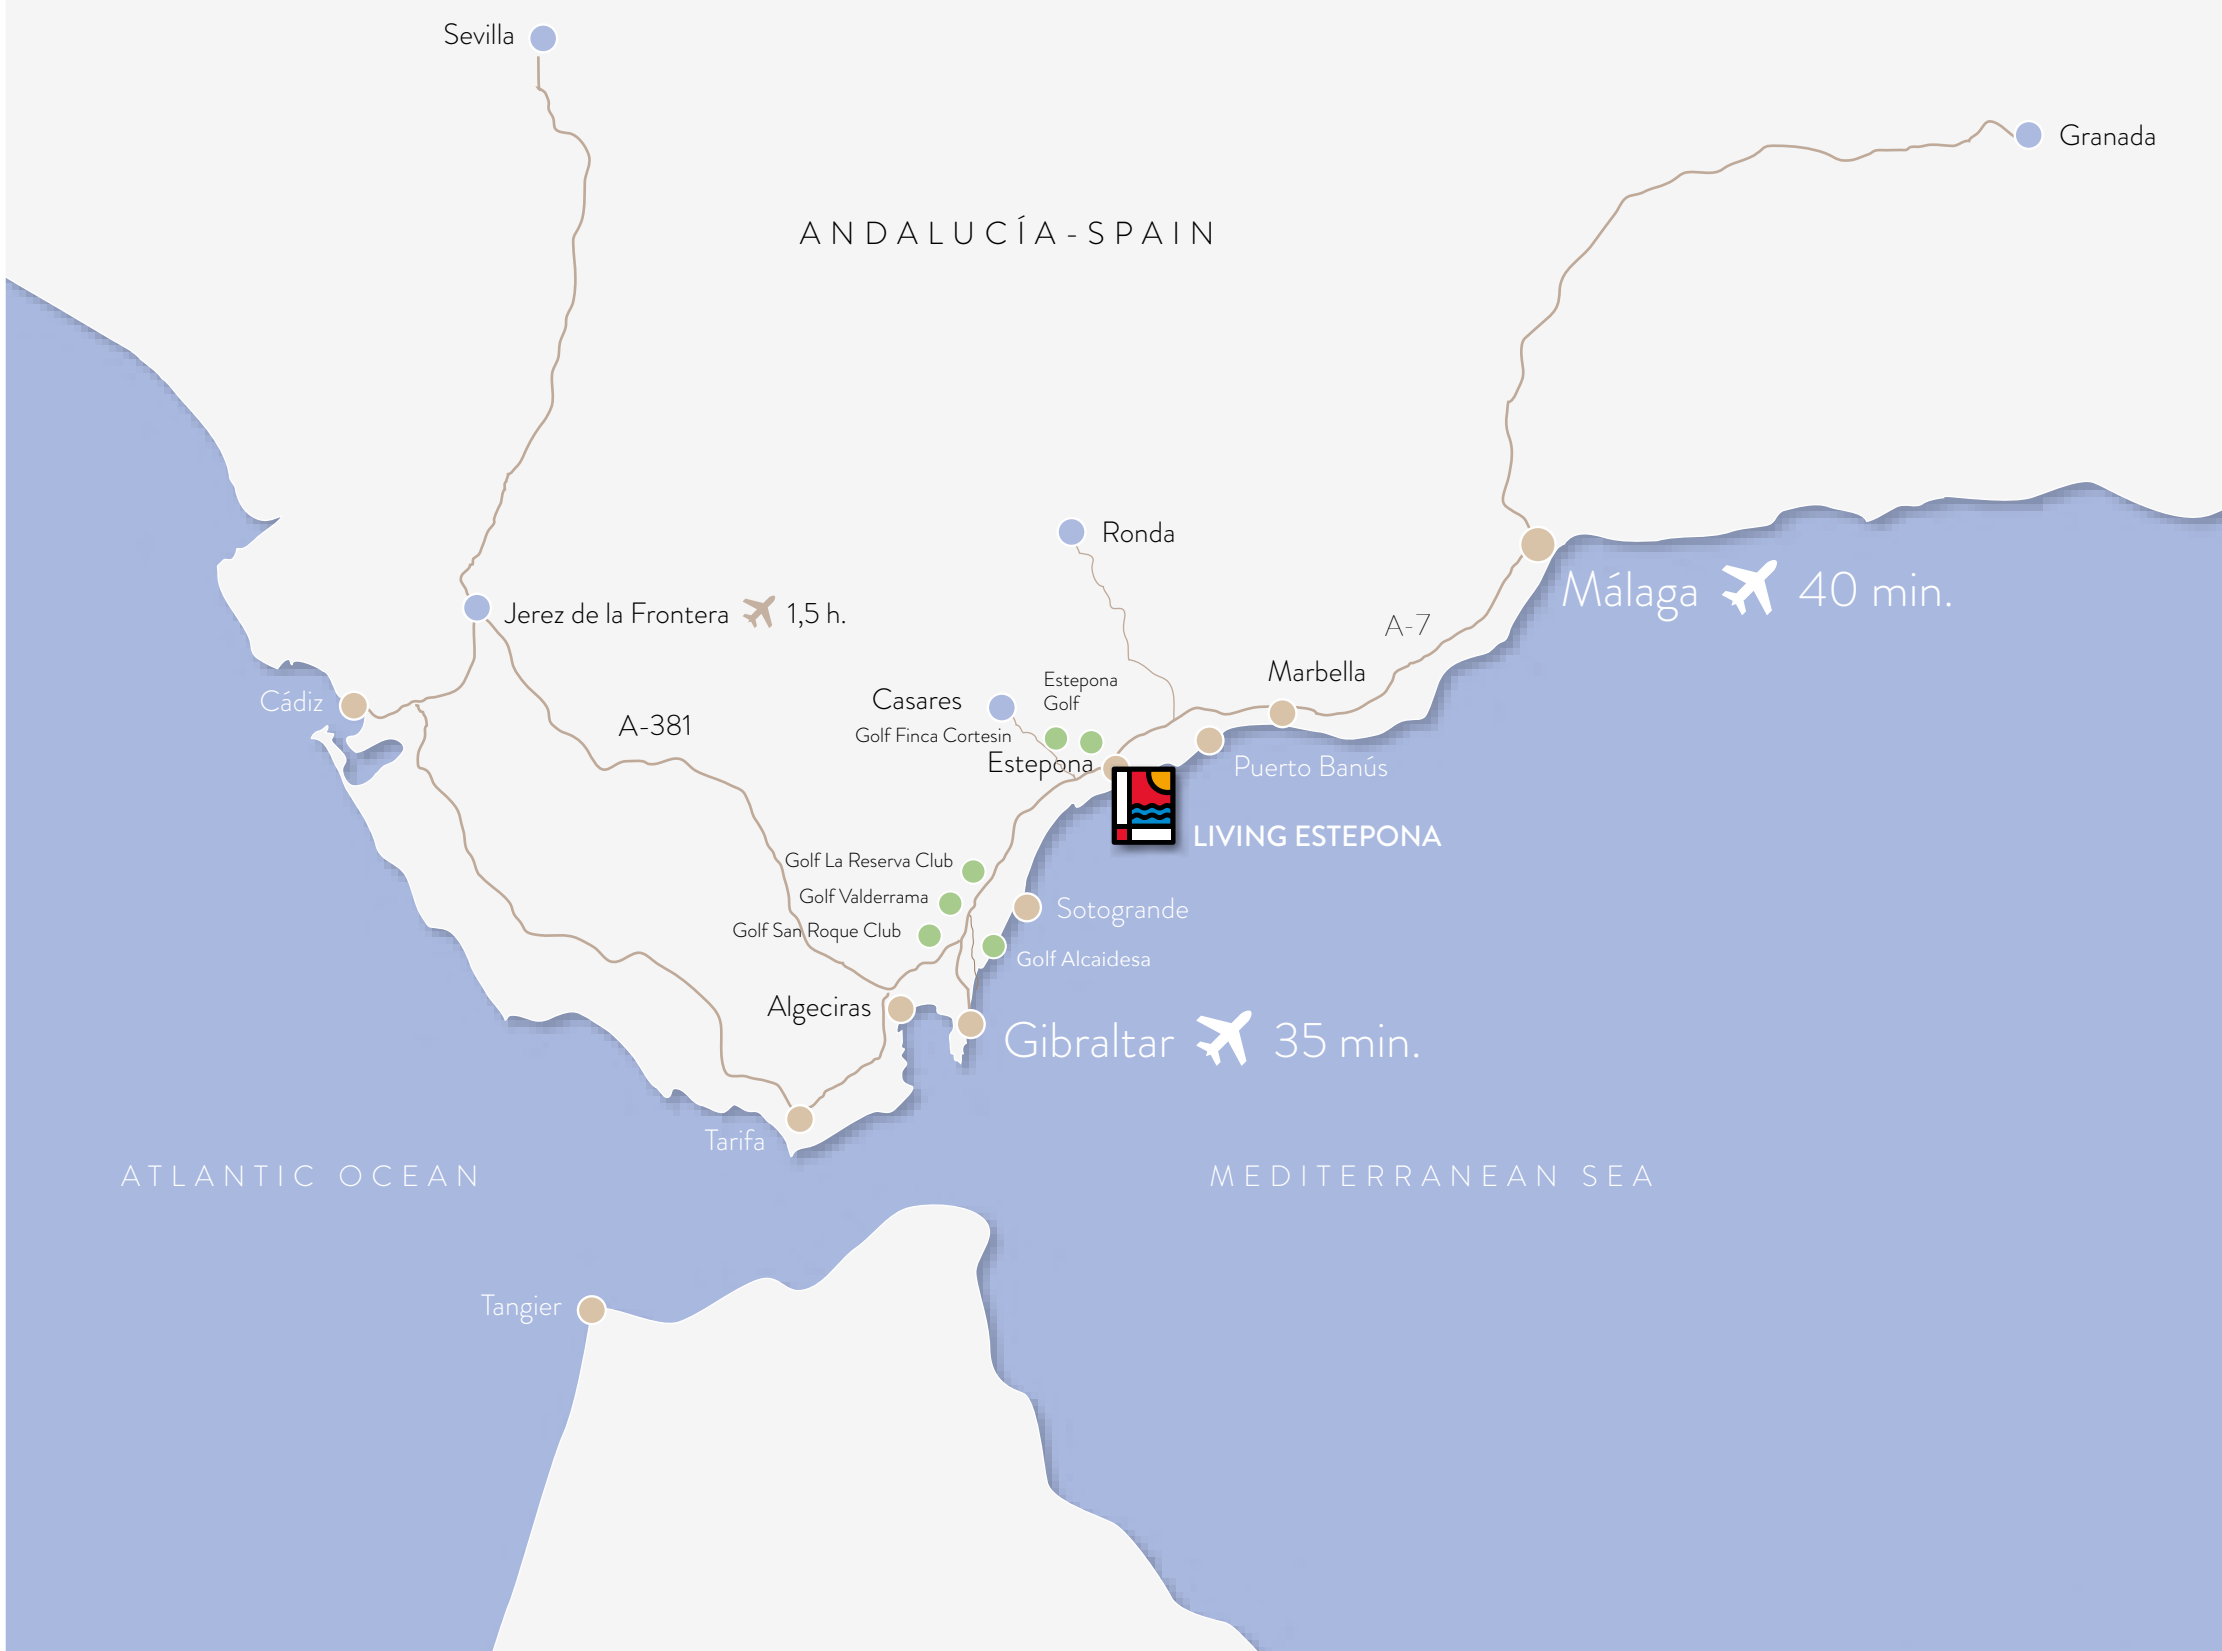 Sevilla
Granada
ANDALUCÍA-SPAIN
Ronda
Málaga 40 min.
Jerez de la Frontera 1,5 h.
A-7
Marbella
Estepona
Golf
Casares
Cádiz
A-381
Golf Finca Cortesin
Estepona
Puerto Banús
LIVING ESTEPONA
Golf La Reserva Club
Golf Valderrama
Sotogrande
Golf San Roque Club
Golf Alcaidesa
Algeciras
Gibraltar 35 min.
Tarifa
ATLANTIC OCEAN
MEDITERRANEAN SEA
Tangier